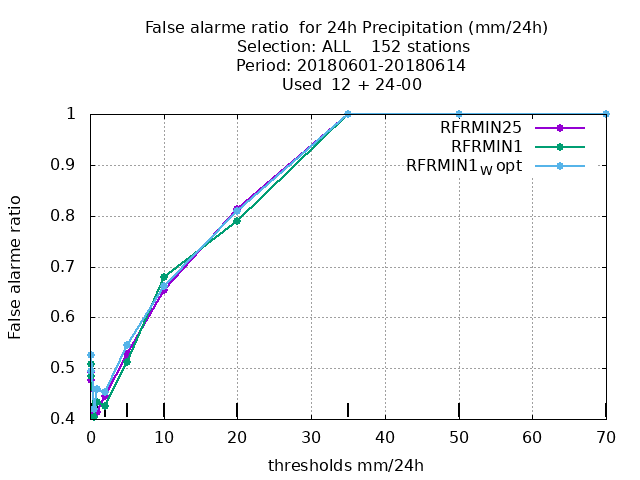 False alarme ratio  for 24h Precipitation (mm/24h)
Selection: ALL    152 stations
Period: 20180601-20180614
Used  12 + 24-00
1
RFRMIN25
RFRMIN1
0.9
RFRMIN1W opt
0.8
False alarme ratio
0.7
0.6
0.5
0.4
0 10 20 30 40 50 60 70
thresholds mm/24h